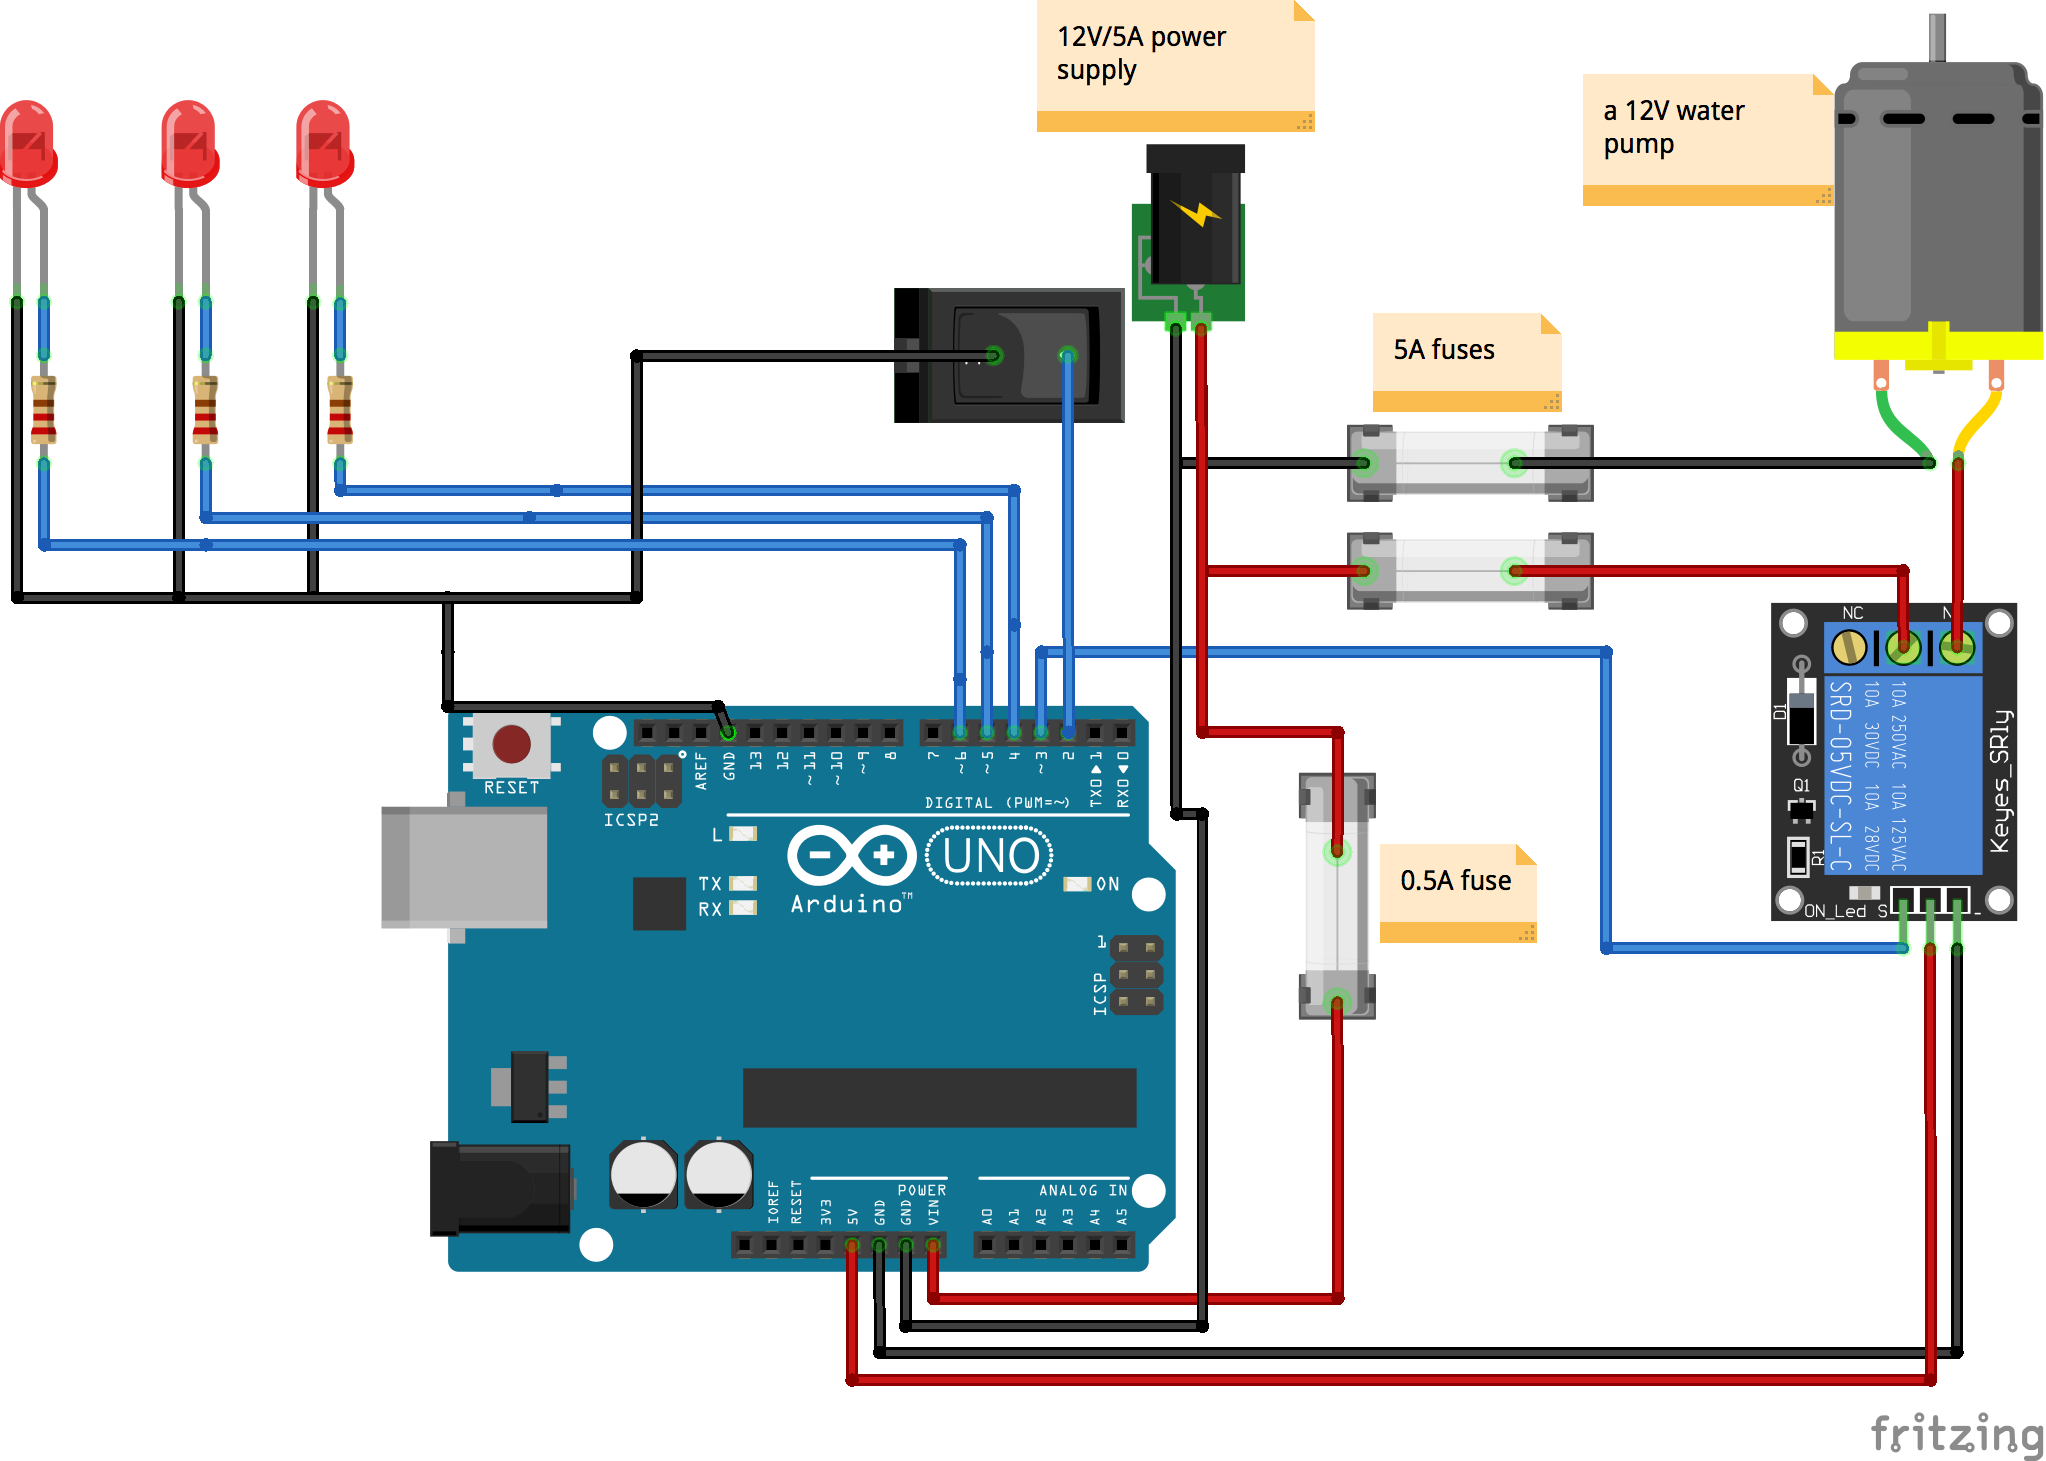 12V/5A power
supply
a 12V water
pump
5A fuses
0.5A fuse
NC
N
D1
Q1
R1
SRD-05VDC-SL-C
10A 30VDC 10A 28VDC
10A 250VAC 10A 125VAC
Keyes_SRly
ON_Led S
-
RESET
ICSP2
AREF
GND
13
12
~11
~10
~9
8
7
~6
~5
4
~3
2
TXO▶1
RXO◀0
DIGITAL (PWM=~)
L
TX
RX
UNO
ON
Arduino™
1
ICSP
POWER
ANALOG IN
IOREF
RESET
3V3
5V
GND
GND
VIN
A0
A1
A2
A3
A4
A5
fritzing